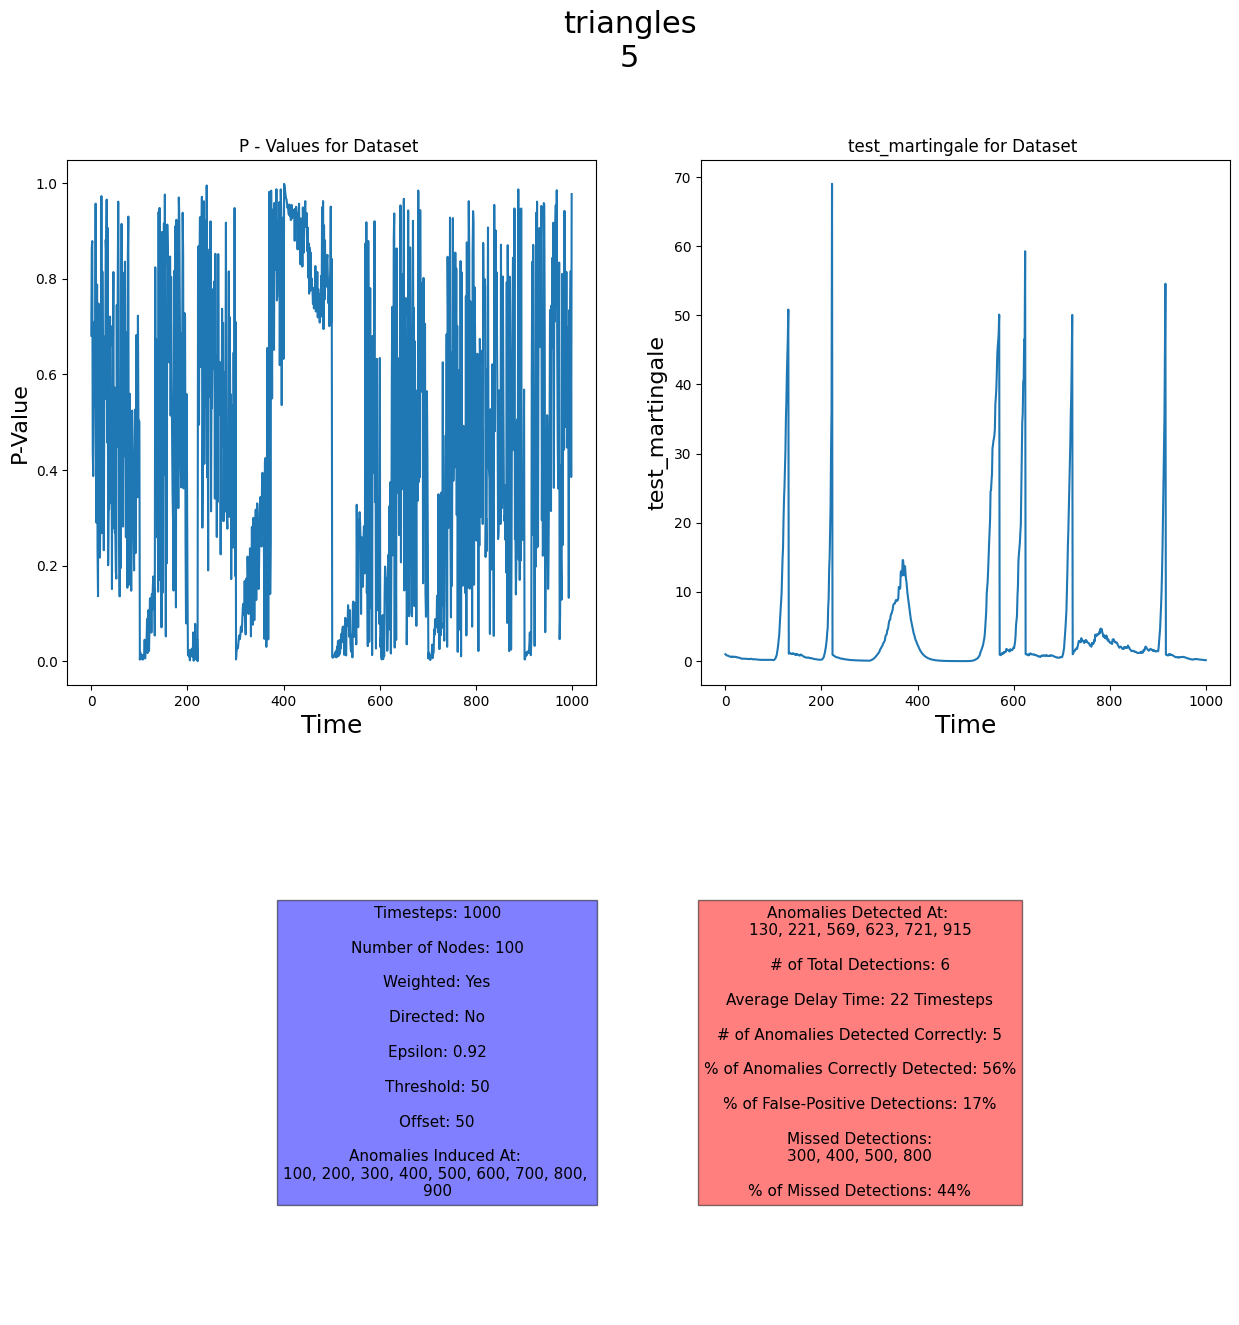 triangles
5
P - Values for Dataset
1.0
0.8
0.6
0.4
0.2
0.0
P-Value
0
200
400
600
800
1000
Time
test_martingale for Dataset
70
60
50
40
30
20
10
0
test_martingale
0
200
400
600
800
1000
Time
Timesteps: 1000
Number of Nodes: 100
Weighted: Yes
Directed: No
Epsilon: 0.92
Threshold: 50
Offset: 50
Anomalies Induced At:
100, 200, 300, 400, 500, 600, 700, 800,
900
Anomalies Detected At:
130, 221, 569, 623, 721, 915
# of Total Detections: 6
Average Delay Time: 22 Timesteps
# of Anomalies Detected Correctly: 5
% of Anomalies Correctly Detected: 56%
% of False-Positive Detections: 17%
Missed Detections:
300, 400, 500, 800
% of Missed Detections: 44%